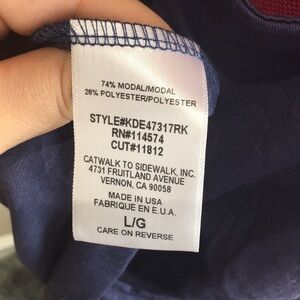 74% MODAL/MODAL
26% POLYESTER/POLYESTER
STYLE#KDE47317RK
RN#114574
CUT#11812
CATWALK TO SIDEWALK, INC.
4731 FRUITLAND AVENUE
VERNON, CA 90058
MADE IN USA
FABRIQUE EN E.U.A.
L/G
CARE ON REVERSE